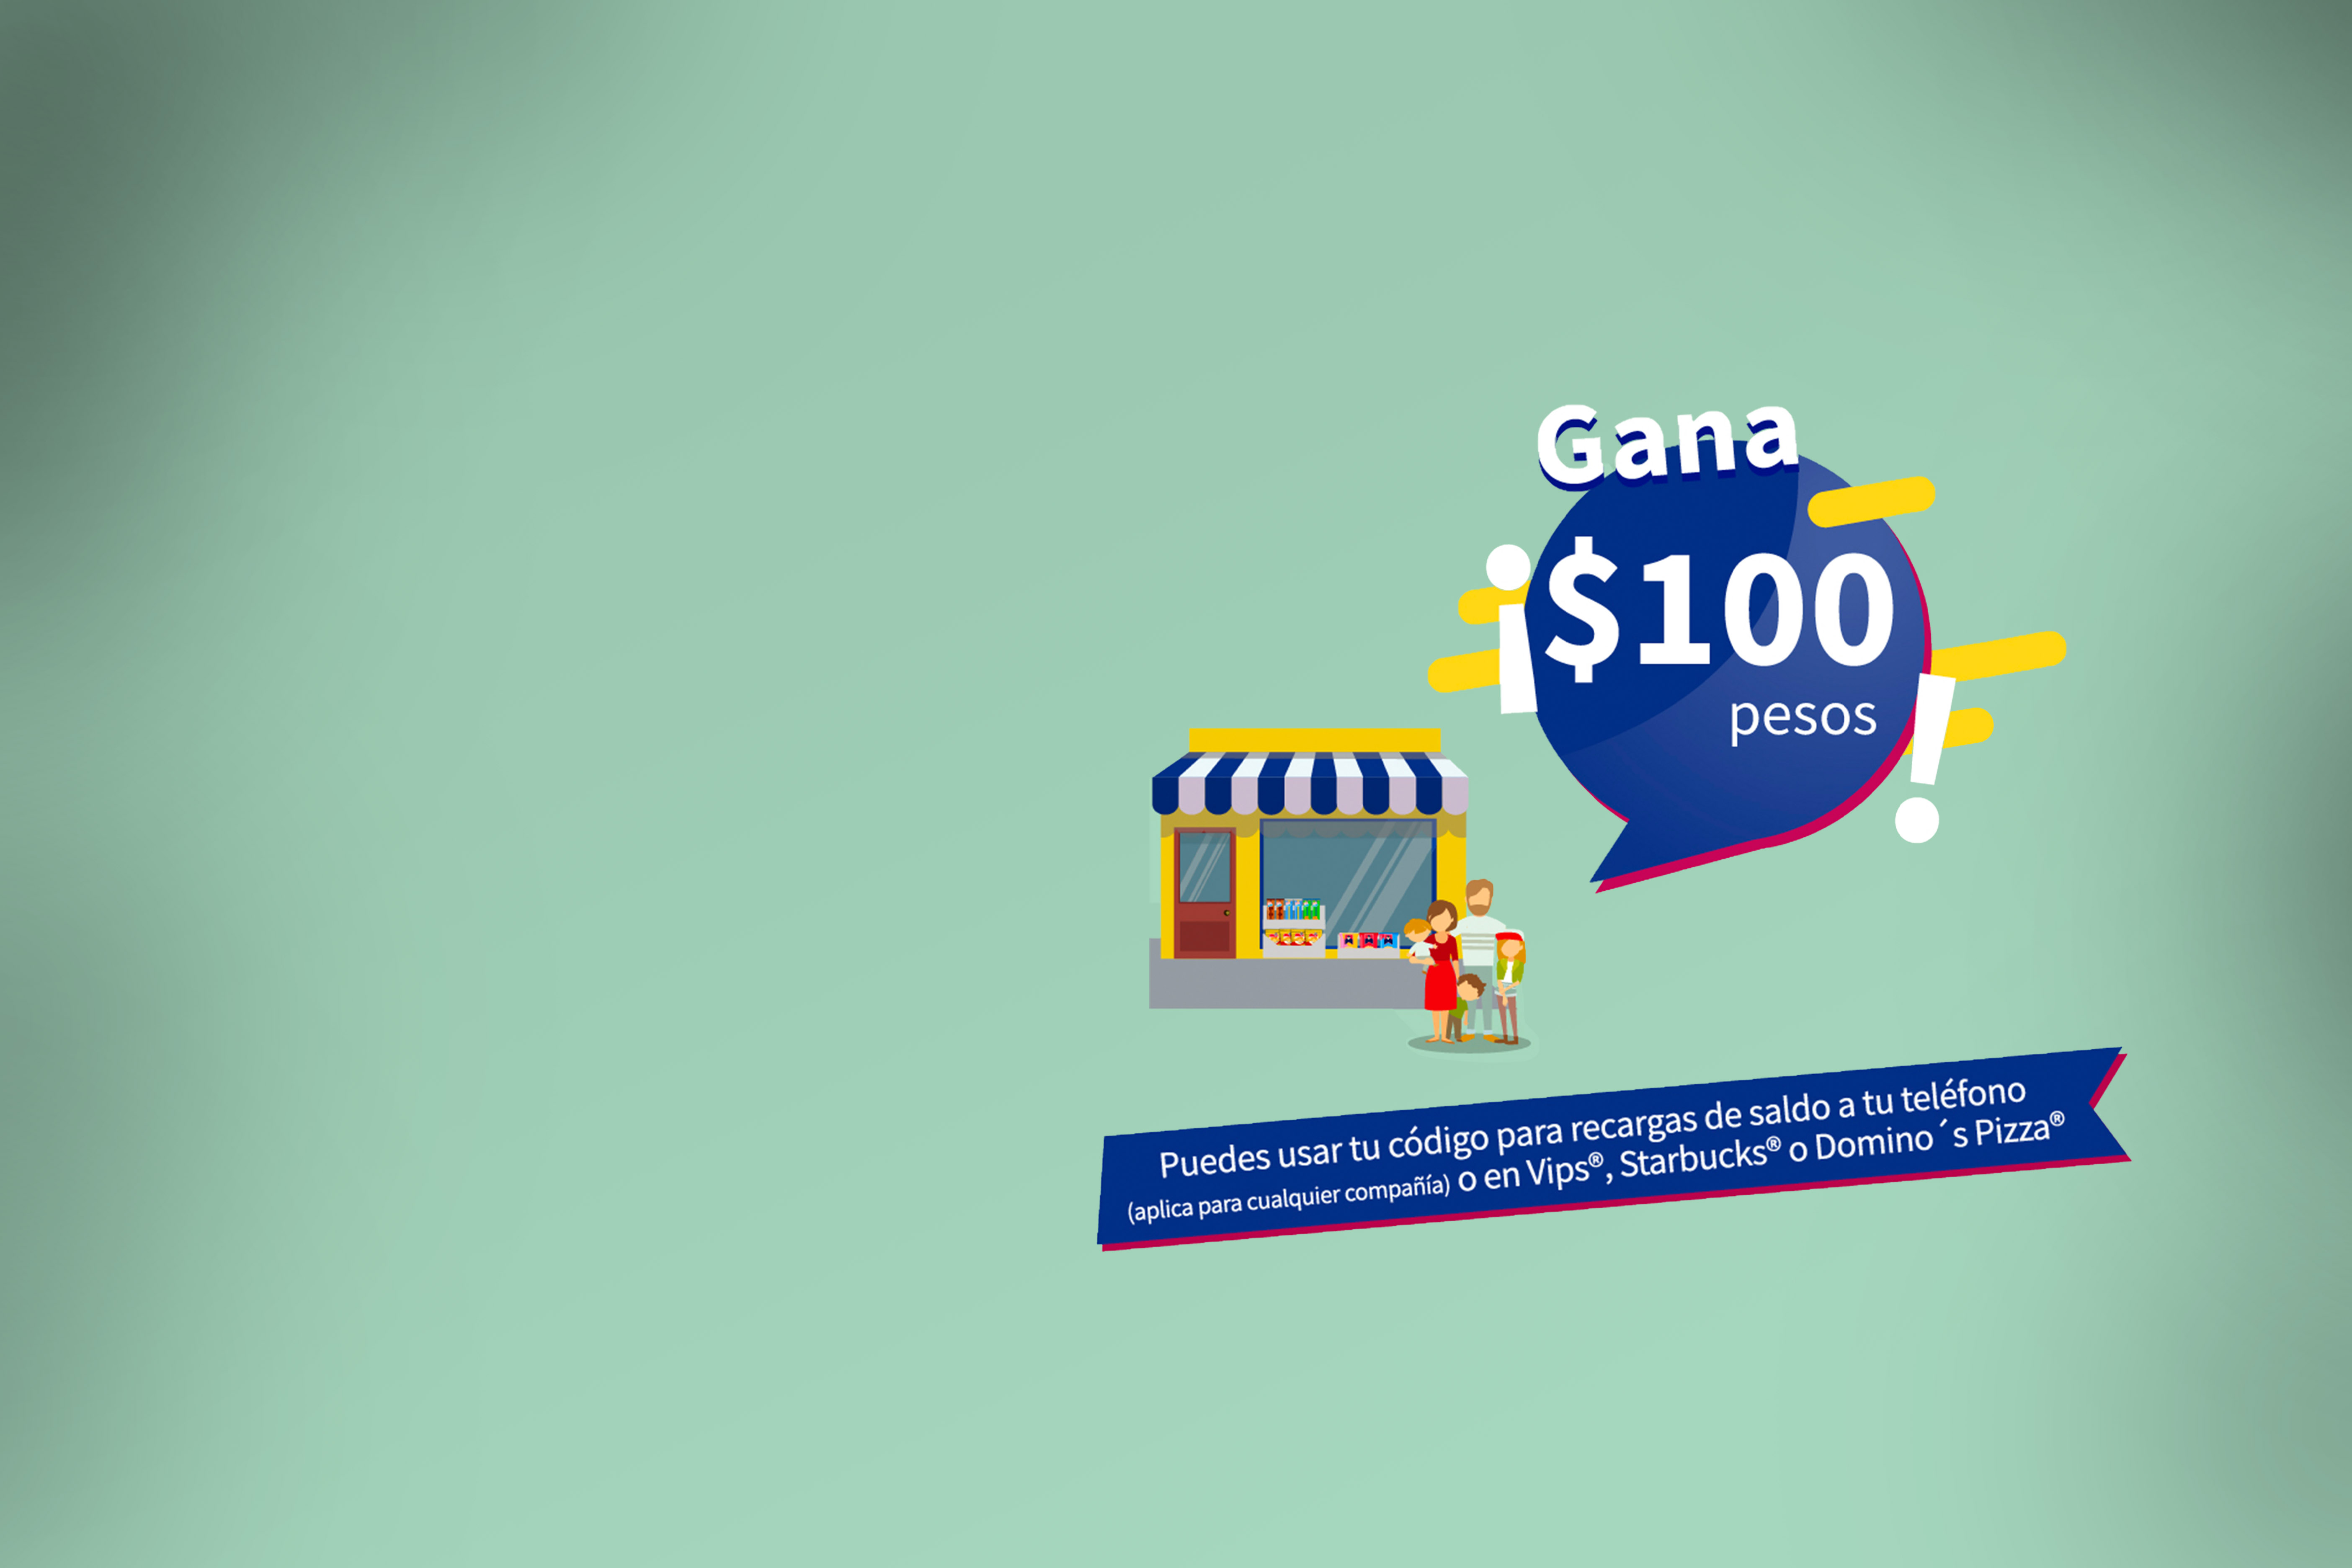 Gana
¡$100
pesos!
Puedes usar tu código para recargas de saldo a tu teléfono
(aplica para cualquier compañía) o en Vips®, Starbucks® o Domino´s Pizza®